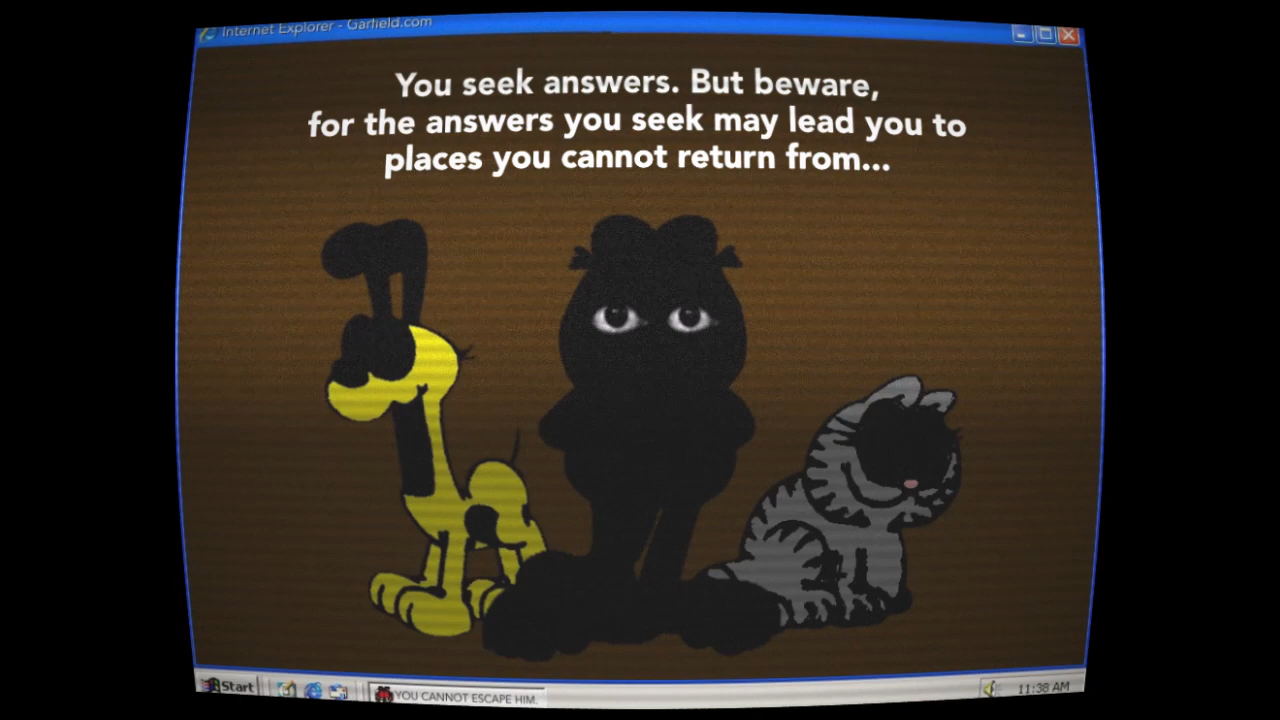 Internet Explorer - Garfield.com
You seek answers. But beware,
for the answers you seek may lead you to
places you cannot return from...
Start
YOU CANNOT ESCAPE HIM.
11:38 AM